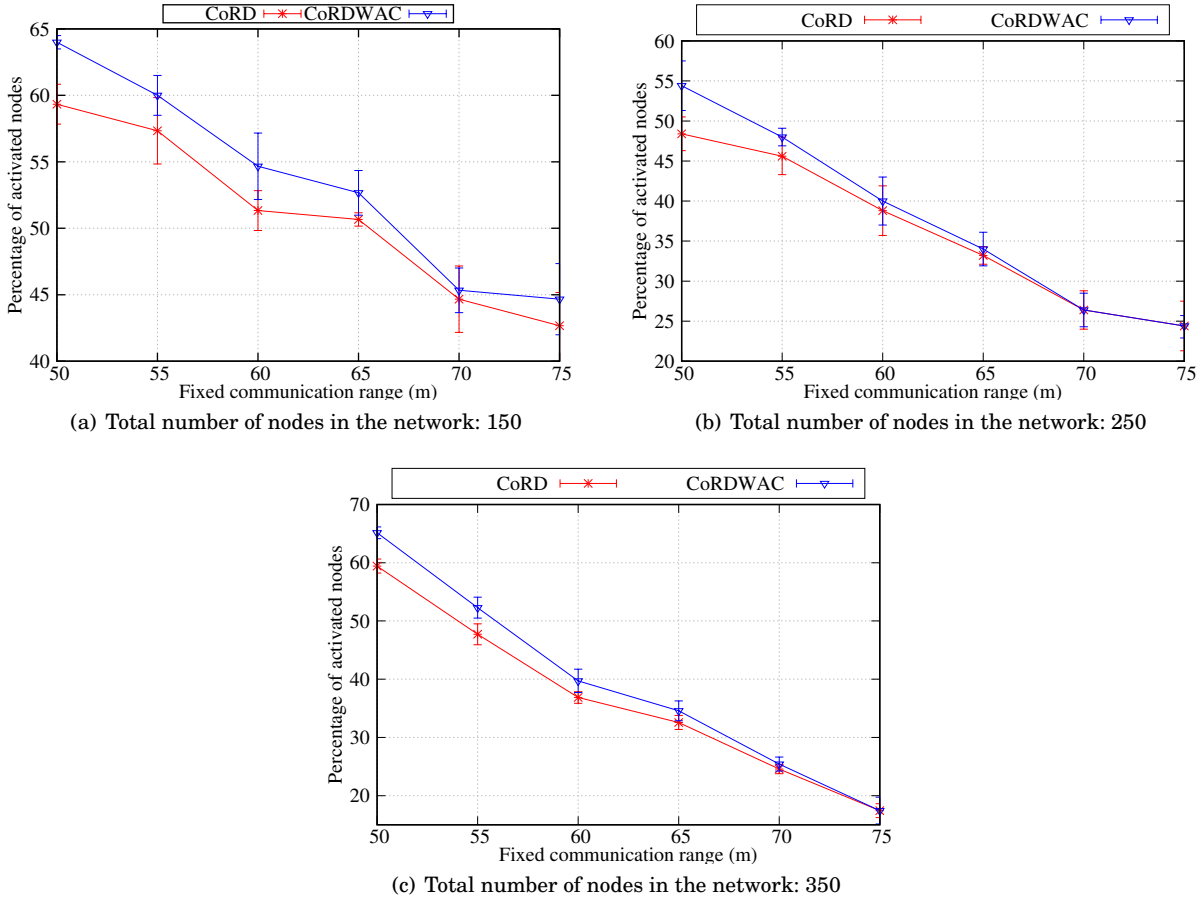 CoRD CoRDWAC
Percentage of activated nodes
65
60
55
50
45
40
50 55 60 65 70 75
Fixed communication range (m)
(a) Total number of nodes in the network: 150
CoRD CoRDWAC
Percentage of activated nodes
60
55
50
45
40
35
30
25
20
50 55 60 65 70 75
Fixed communication range (m)
(b) Total number of nodes in the network: 250
CoRD CoRDWAC
Percentage of activated nodes
70
60
50
40
30
20
50 55 60 65 70 75
Fixed communication range (m)
(c) Total number of nodes in the network: 350